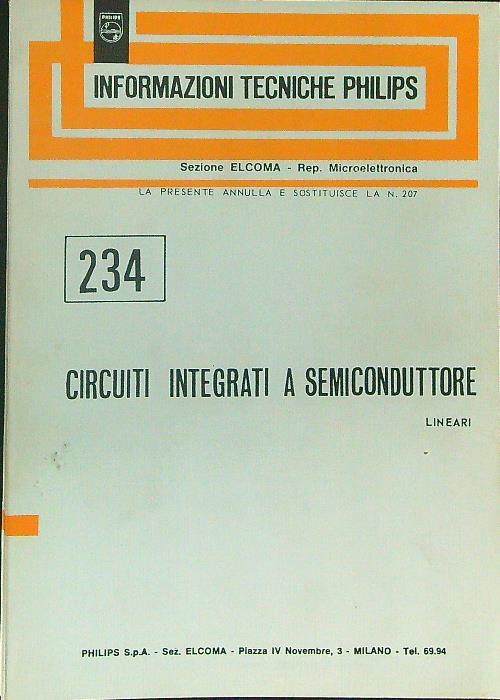 PHILIPS
INFORMAZIONI TECNICHE PHILIPS
Sezione ELCOMA - Rep. Microelettronica
LA PRESENTE ANNULLA E SOSTITUISCE LA N. 207
234
CIRCUITI INTEGRATI A SEMICONDUTTORE
LINEARI
PHILIPS S.p.A. - Sez. ELCOMA - Piazza IV Novembre, 3 - MILANO - Tel. 69.94